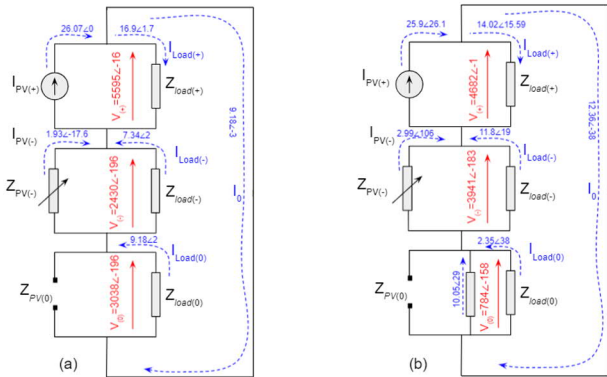 26.07∠0
16.9∠1.7
I_Load(+)
I_PV(+)
V_(+)=5595∠-16
Z_load(+)
9.18∠-3
I_PV(-)
1.93∠-17.6
7.34∠2
I_Load(-)
Z_PV(-)
V_(-)=2430∠-196
Z_load(-)
I_0
9.18∠2
I_Load(0)
Z_PV(0)
V_(0)=3038∠-196
Z_load(0)
(a)
25.9∠26.1
14.02∠15.59
I_Load(+)
I_PV(+)
V_(+)=4682∠-1
Z_load(+)
12.36∠-38
I_PV(-)
2.99∠106
11.8∠19
I_Load(-)
Z_PV(-)
V_(-)=3941∠-183
Z_load(-)
I_0
2.35∠38
I_Load(0)
Z_PV(0)
10.05∠29
V_(0)=784∠-158
Z_load(0)
(b)